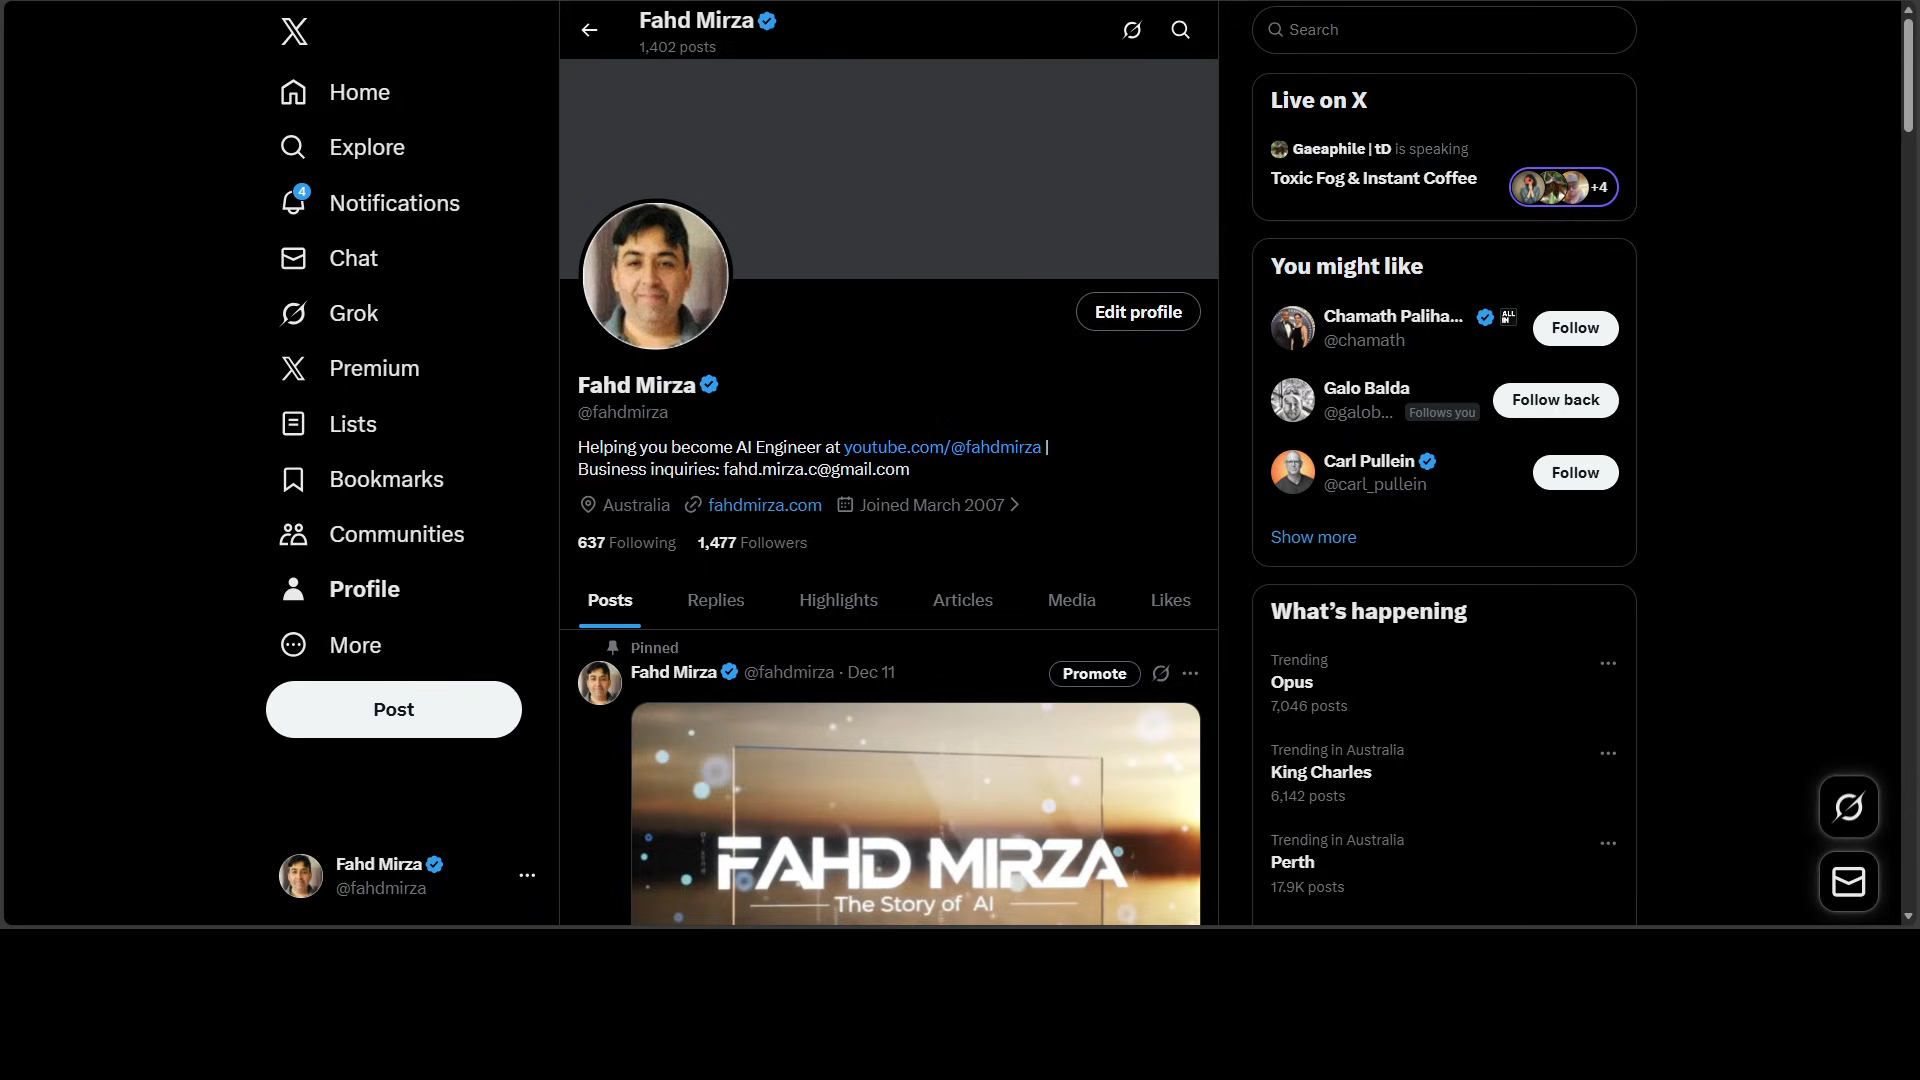 Home
Explore
4
Notifications
Chat
Grok
Premium
Lists
Bookmarks
Communities
Profile
More
Post
Fahd Mirza
@fahdmirza
Fahd Mirza
1,402 posts
Edit profile
Fahd Mirza
@fahdmirza
Helping you become AI Engineer at youtube.com/@fahdmirza |
Business inquiries: fahd.mirza.c@gmail.com
Australia fahdmirza.com Joined March 2007
637 Following 1,477 Followers
Posts Replies Highlights Articles Media Likes
Pinned
Fahd Mirza @fahdmirza · Dec 11 Promote
FAHD MIRZA
The Story of AI
Search
Live on X
Gaeaphile | tD is speaking
Toxic Fog & Instant Coffee
+4
You might like
Chamath Paliha... ALL IN
@chamath
Follow
Galo Balda
@galob... Follows you
Follow back
Carl Pullein
@carl_pullein
Follow
Show more
What's happening
Trending
Opus
7,046 posts
Trending in Australia
King Charles
6,142 posts
Trending in Australia
Perth
17.9K posts